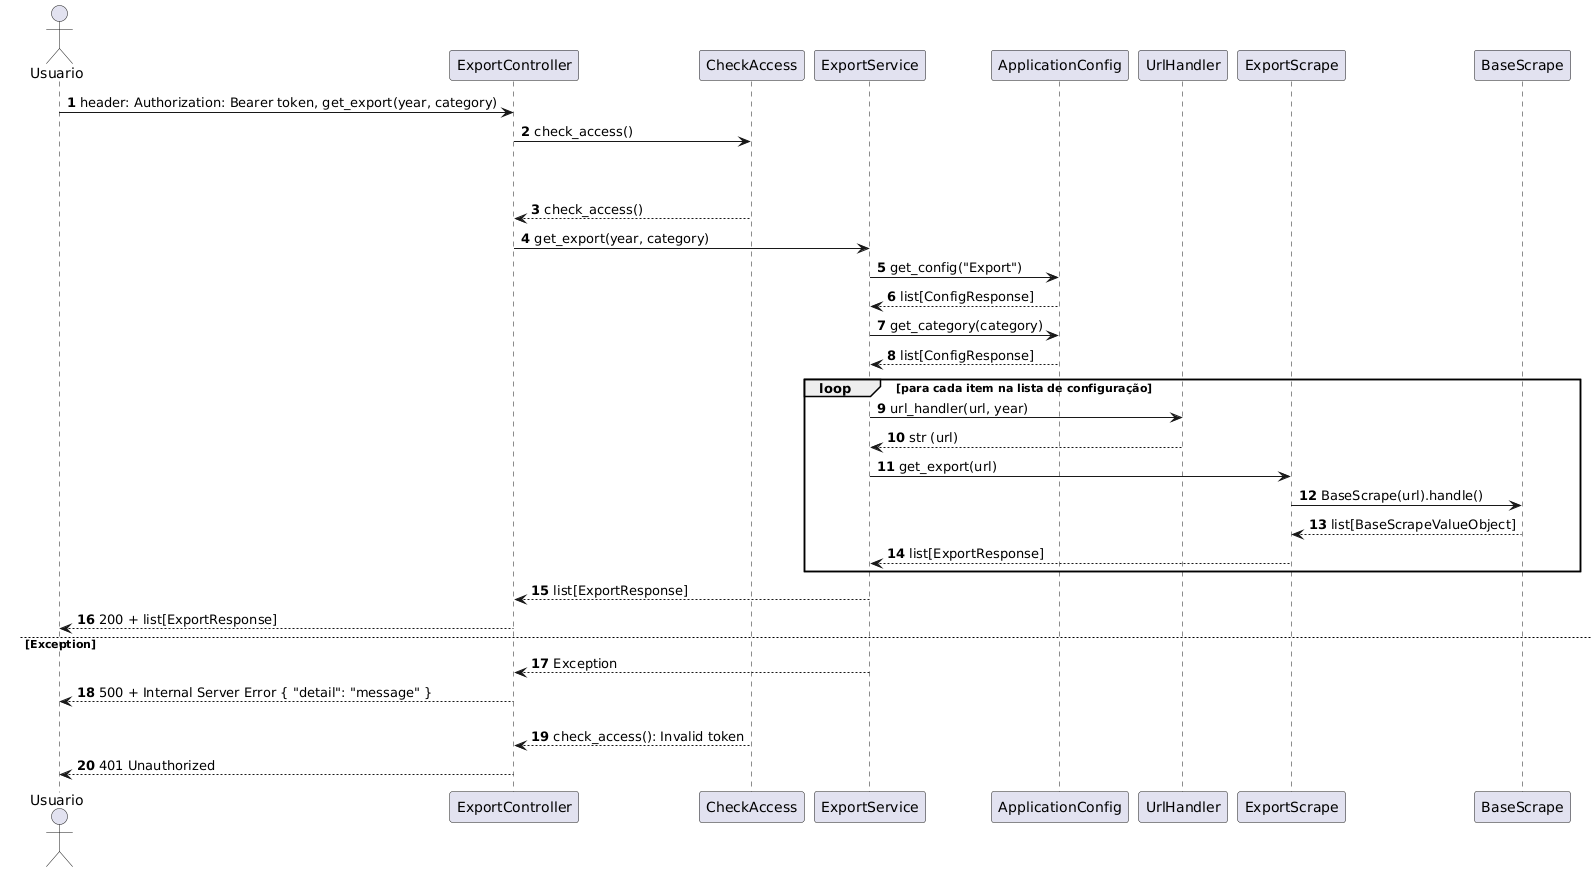 Usuario
ExportController
CheckAccess
ExportService
ApplicationConfig
UrlHandler
ExportScrape
BaseScrape
1 header: Authorization: Bearer token, get_export(year, category)
2 check_access()
3 check_access()
4 get_export(year, category)
5 get_config("Export")
6 list[ConfigResponse]
7 get_category(category)
8 list[ConfigResponse]
loop [para cada item na lista de configuração]
9 url_handler(url, year)
10 str (url)
11 get_export(url)
12 BaseScrape(url).handle()
13 list[BaseScrapeValueObject]
14 list[ExportResponse]
15 list[ExportResponse]
16 200 + list[ExportResponse]
[Exception]
17 Exception
18 500 + Internal Server Error { "detail": "message" }
19 check_access(): Invalid token
20 401 Unauthorized
Usuario
ExportController
CheckAccess
ExportService
ApplicationConfig
UrlHandler
ExportScrape
BaseScrape